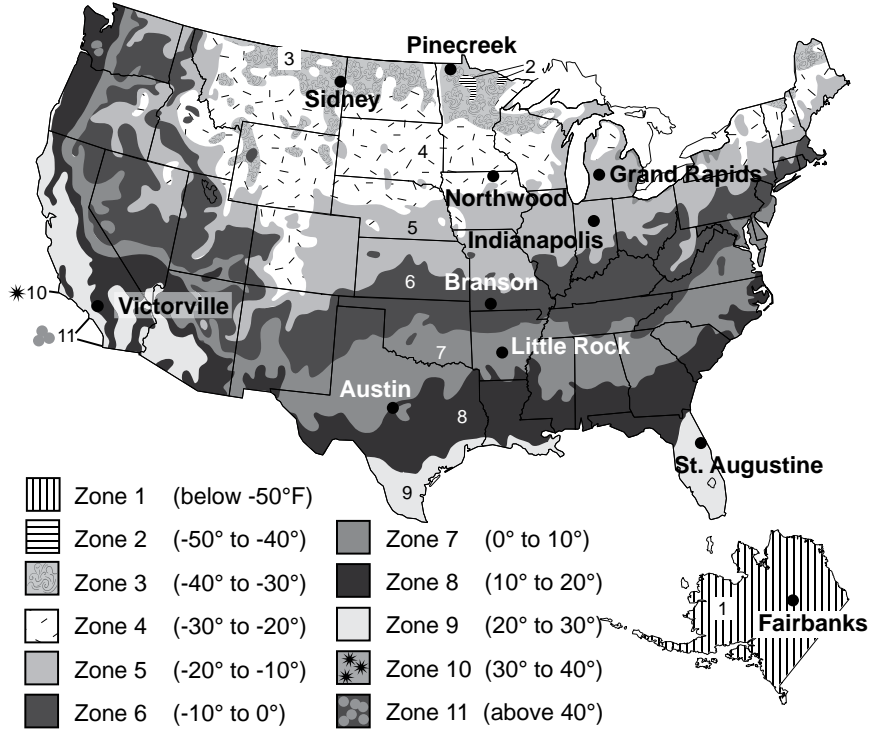 Pinecreek
3
2
Sidney
4
Grand Rapids
Northwood
5
Indianapolis
6
Branson
10
Victorville
11
7
Little Rock
Austin
8
St. Augustine
9
Zone 1 (below -50°F)
Zone 2 (-50° to -40°)
Zone 3 (-40° to -30°)
Zone 4 (-30° to -20°)
Zone 5 (-20° to -10°)
Zone 6 (-10° to 0°)
Zone 7 (0° to 10°)
Zone 8 (10° to 20°)
Zone 9 (20° to 30°)
Zone 10 (30° to 40°)
Zone 11 (above 40°)
1
Fairbanks